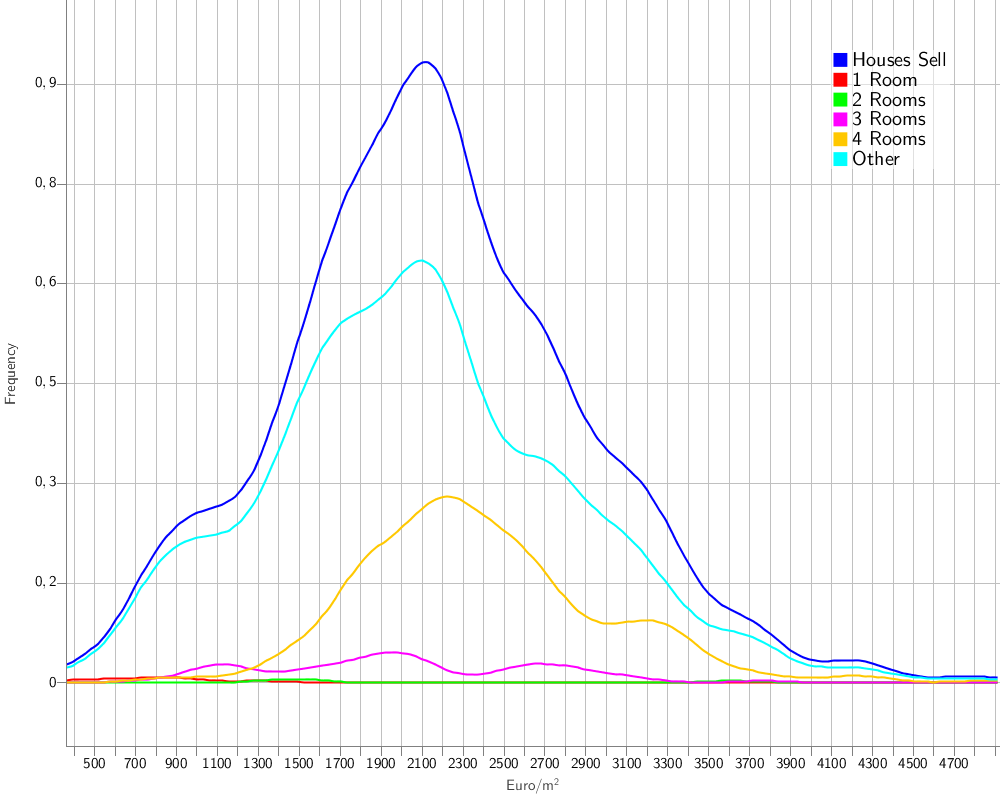 Houses Sell
1 Room
2 Rooms
3 Rooms
4 Rooms
Other
0,9
0,8
0,6
0,5
0,3
0,2
0
Frequency
500 700 900 1100 1300 1500 1700 1900 2100 2300 2500 2700 2900 3100 3300 3500 3700 3900 4100 4300 4500 4700
Euro/m²